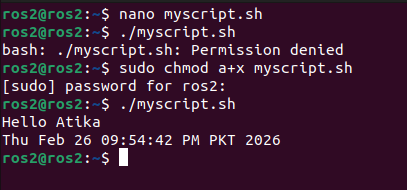 ros2@ros2:~$ nano myscript.sh
ros2@ros2:~$ ./myscript.sh
bash: ./myscript.sh: Permission denied
ros2@ros2:~$ sudo chmod a+x myscript.sh
[sudo] password for ros2:
ros2@ros2:~$ ./myscript.sh
Hello Atika
Thu Feb 26 09:54:42 PM PKT 2026
ros2@ros2:~$